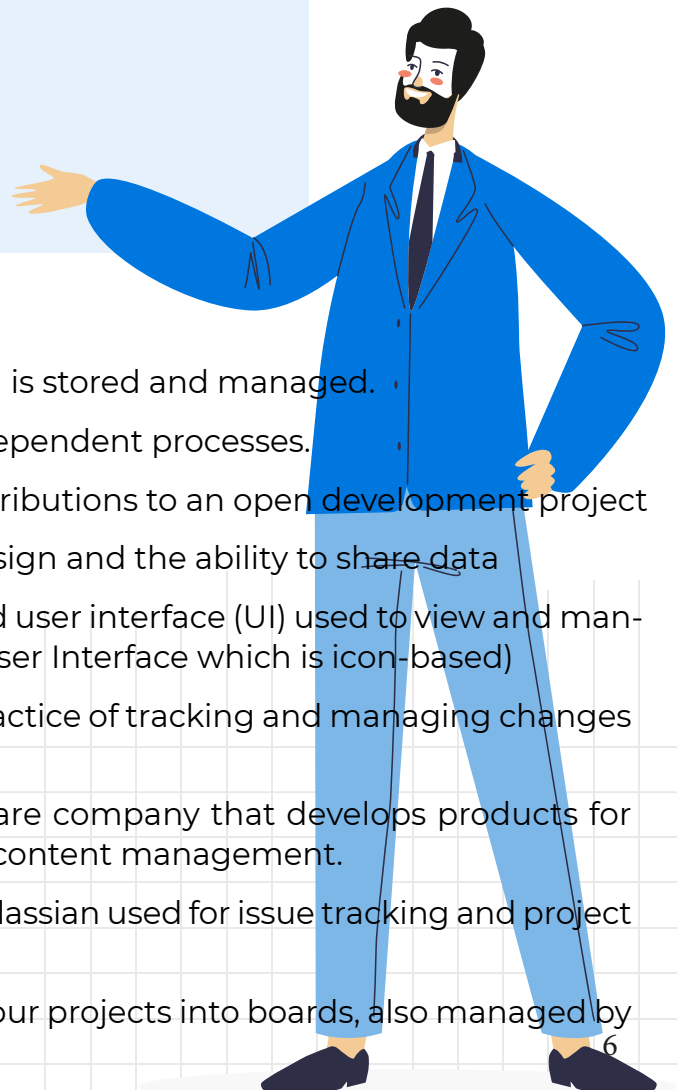 is stored and managed.
ependent processes.
ributions to an open development project
sign and the ability to share data
d user interface (UI) used to view and man-
ser Interface which is icon-based)
actice of tracking and managing changes
are company that develops products for
content management.
lassian used for issue tracking and project
our projects into boards, also managed by
6